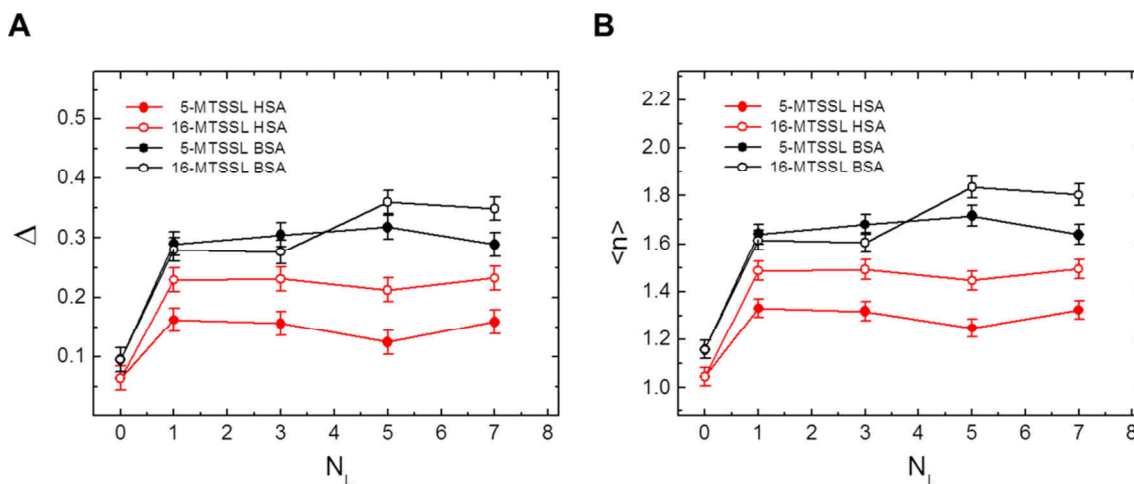 A
0.5
0.4
0.3
0.2
0.1
Δ
5-MTSSL HSA
16-MTSSL HSA
5-MTSSL BSA
16-MTSSL BSA
0 1 2 3 4 5 6 7 8
N_L
B
2.2
2.0
1.8
1.6
1.4
1.2
1.0
<n>
5-MTSSL HSA
16-MTSSL HSA
5-MTSSL BSA
16-MTSSL BSA
0 1 2 3 4 5 6 7 8
N_L